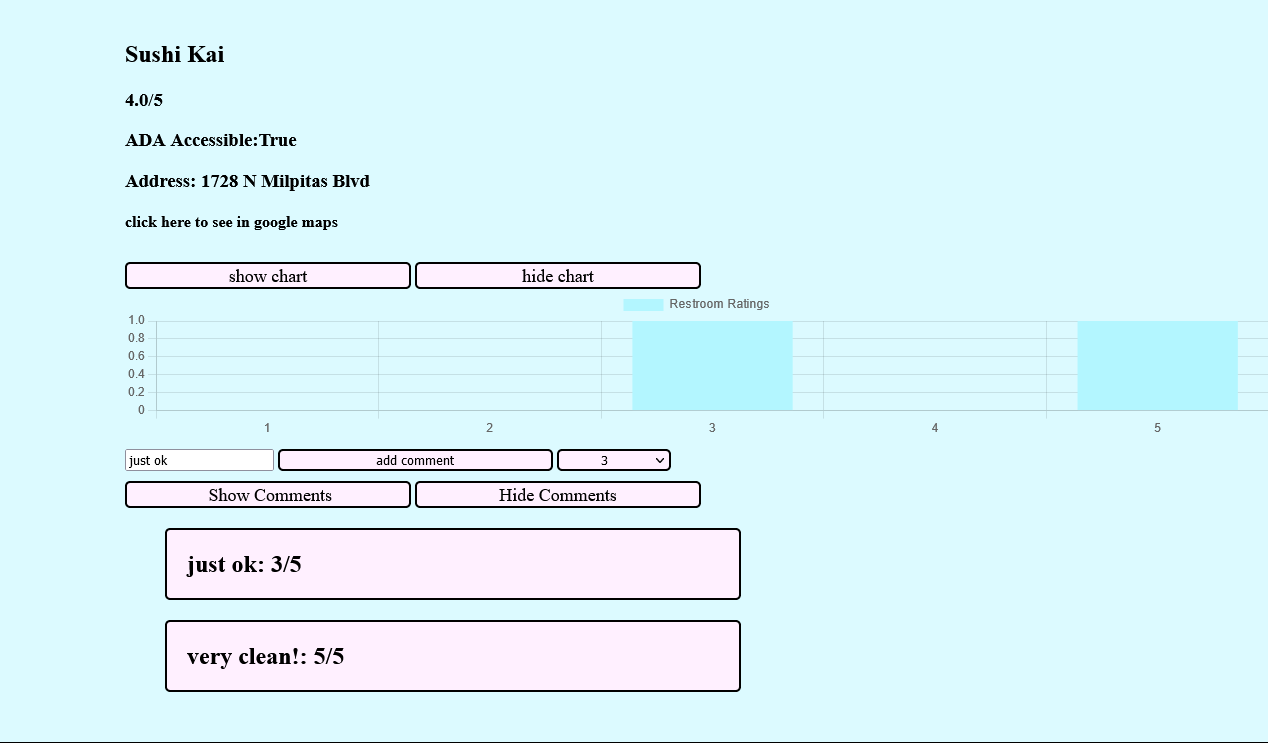 Sushi Kai
4.0/5
ADA Accessible:True
Address: 1728 N Milpitas Blvd
click here to see in google maps
show chart hide chart
Restroom Ratings
1.0
0.8
0.6
0.4
0.2
0
1 2 3 4 5
just ok add comment 3
Show Comments Hide Comments
just ok: 3/5
very clean!: 5/5